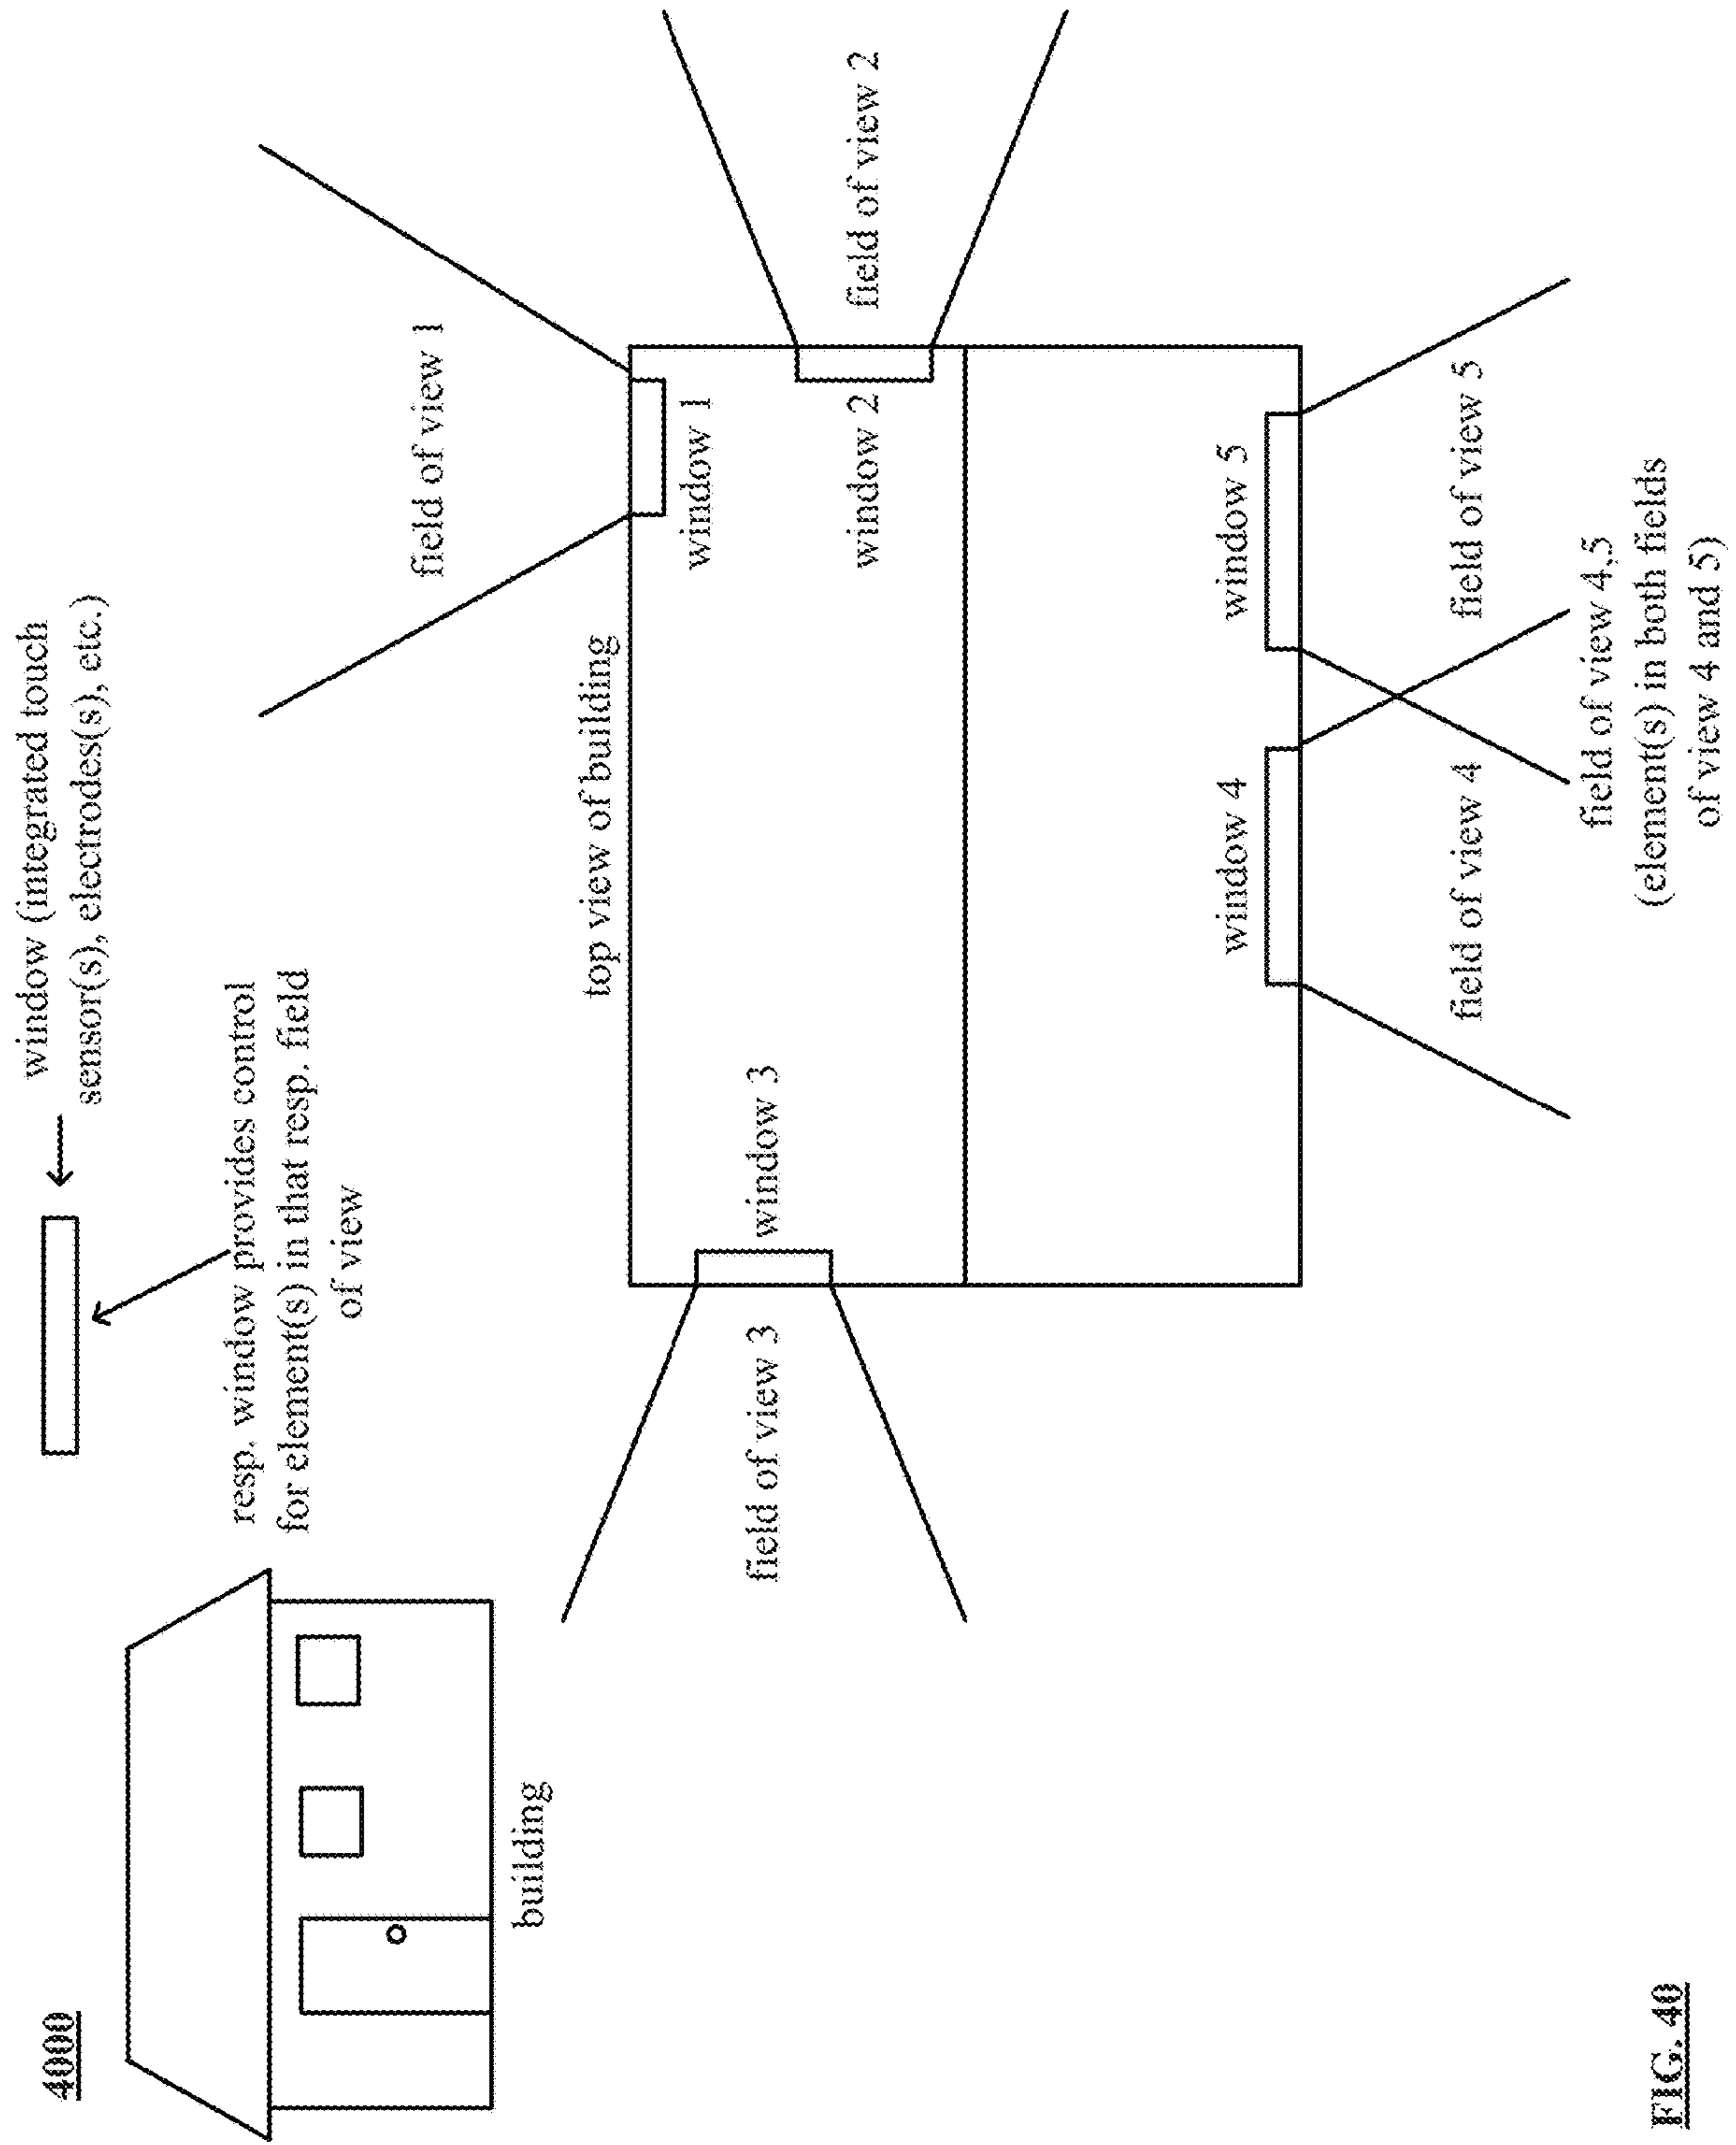 4000
window (integrated touch
sensor(s), electrodes(s), etc.)
resp. window provides control
for element(s) in that resp. field
of view
building
top view of building
field of view 1
window 1
field of view 2
window 2
window 3
field of view 3
window 4
window 5
field of view 4
field of view 5
field of view 4,5
(element(s) in both fields
of view 4 and 5)
FIG. 40